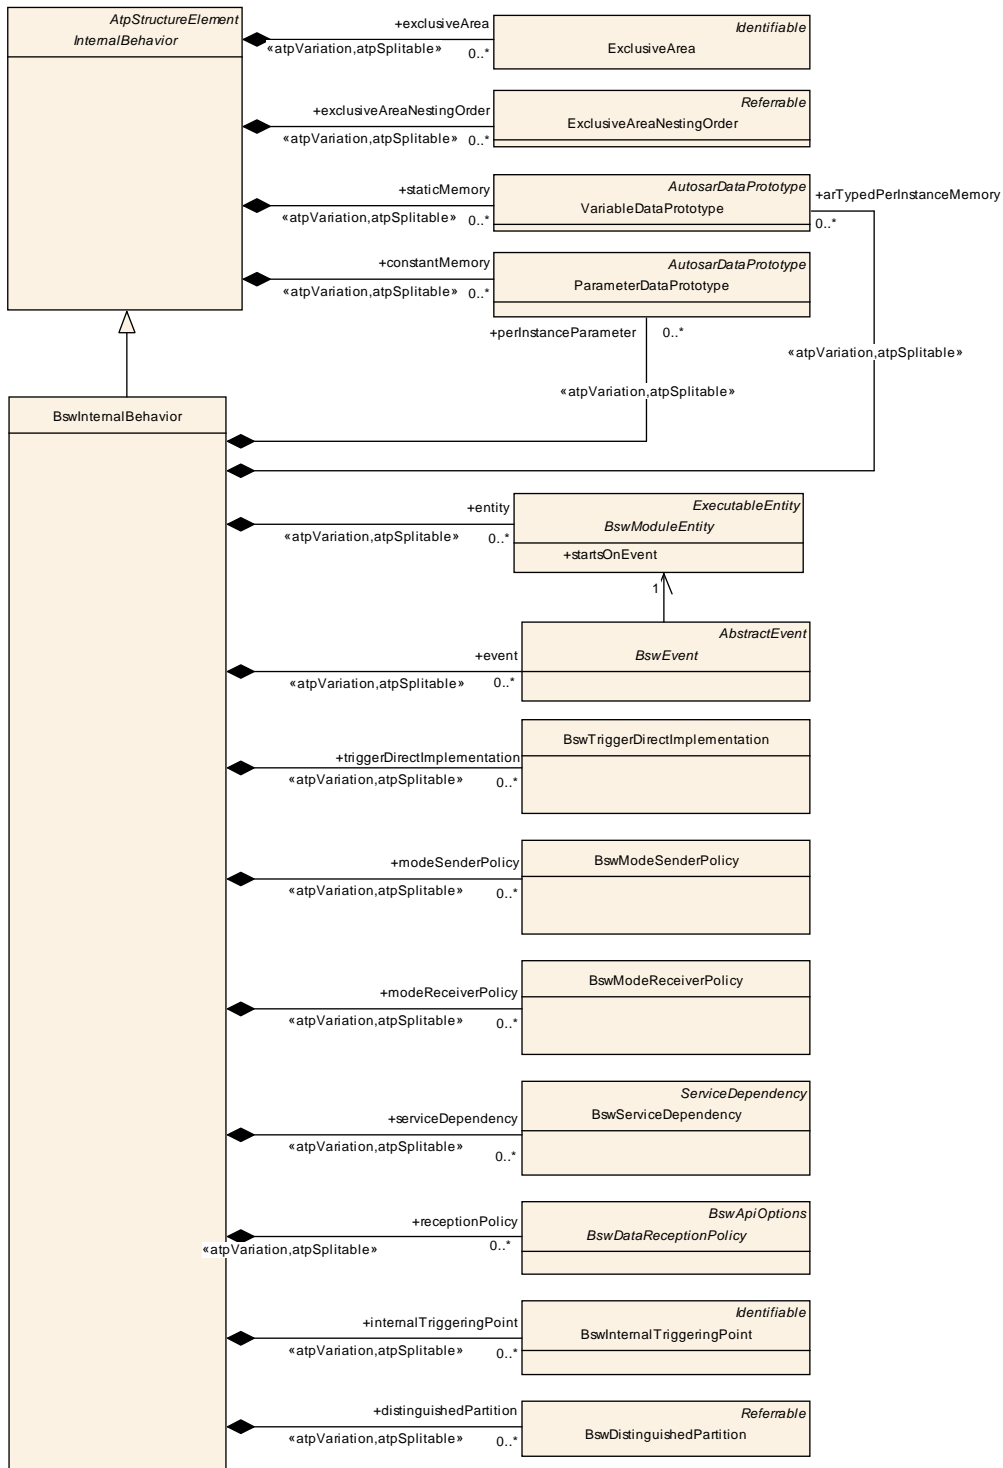 AtpStructureElement
InternalBehavior
+exclusiveArea
«atpVariation,atpSplitable»
0..*
Identifiable
ExclusiveArea
+exclusiveAreaNestingOrder
«atpVariation,atpSplitable»
0..*
Referrable
ExclusiveAreaNestingOrder
+staticMemory
«atpVariation,atpSplitable»
0..*
AutosarDataPrototype
VariableDataPrototype
+arTypedPerInstanceMemory
0..*
+constantMemory
«atpVariation,atpSplitable»
0..*
AutosarDataPrototype
ParameterDataPrototype
+perInstanceParameter
0..*
«atpVariation,atpSplitable»
«atpVariation,atpSplitable»
BswInternalBehavior
+entity
«atpVariation,atpSplitable»
0..*
ExecutableEntity
BswModuleEntity
+startsOnEvent
1
+event
«atpVariation,atpSplitable»
0..*
AbstractEvent
BswEvent
+triggerDirectImplementation
«atpVariation,atpSplitable»
0..*
BswTriggerDirectImplementation
+modeSenderPolicy
«atpVariation,atpSplitable»
0..*
BswModeSenderPolicy
+modeReceiverPolicy
«atpVariation,atpSplitable»
0..*
BswModeReceiverPolicy
+serviceDependency
«atpVariation,atpSplitable»
0..*
ServiceDependency
BswServiceDependency
+receptionPolicy
«atpVariation,atpSplitable»
0..*
BswApiOptions
BswDataReceptionPolicy
+internalTriggeringPoint
«atpVariation,atpSplitable»
0..*
Identifiable
BswInternalTriggeringPoint
+distinguishedPartition
«atpVariation,atpSplitable»
0..*
Referrable
BswDistinguishedPartition